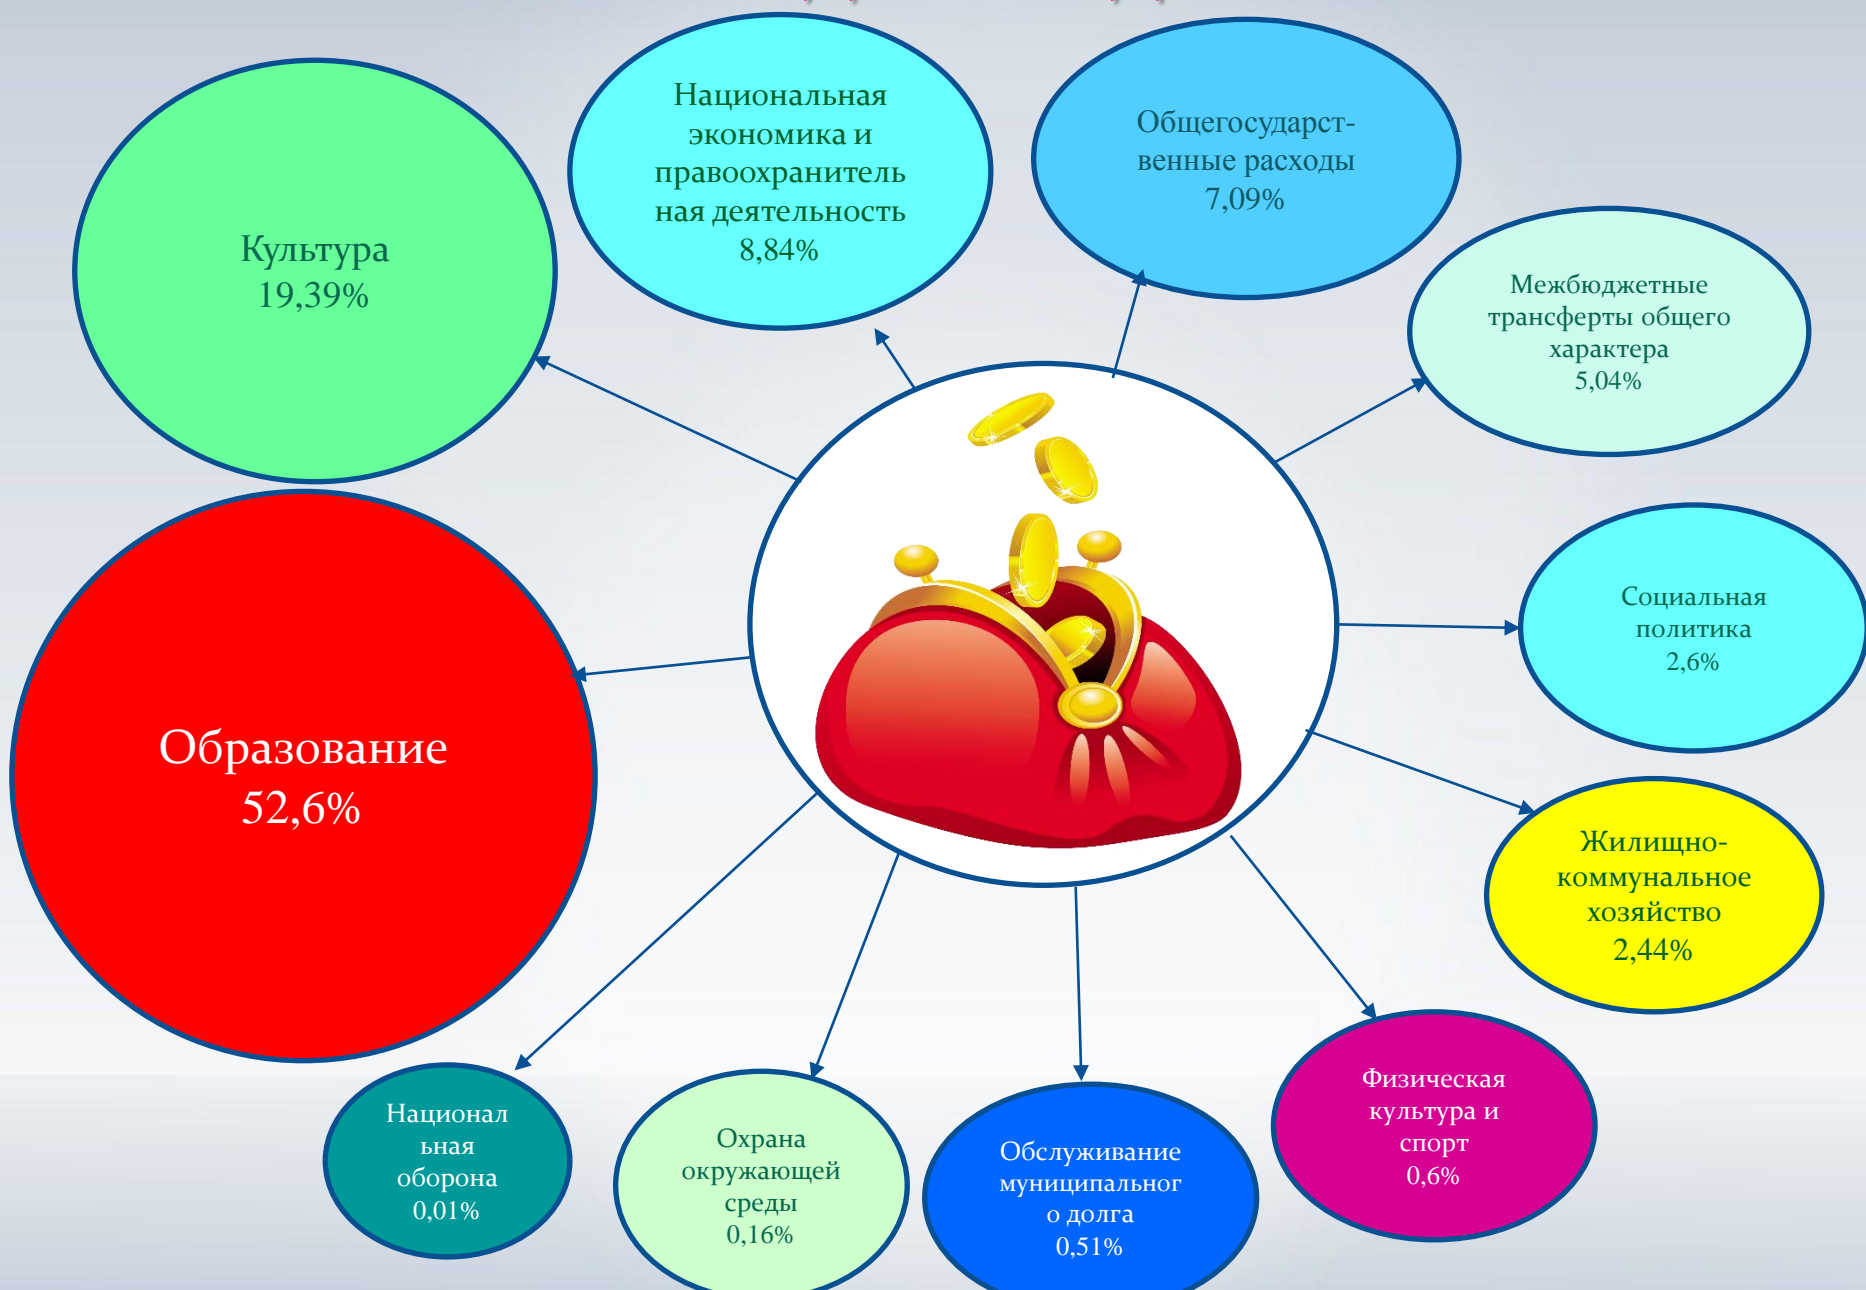 Культура
19,39%
Национальная
экономика и
правоохранитель
ная деятельность
8,84%
Общегосударст-
венные расходы
7,09%
Межбюджетные
трансферты общего
характера
5,04%
Социальная
политика
2,6%
Жилищно-
коммунальное
хозяйство
2,44%
Физическая
культура и
спорт
0,6%
Обслуживание
муниципальног
о долга
0,51%
Охрана
окружающей
среды
0,16%
Национал
ьная
оборона
0,01%
Образование
52,6%